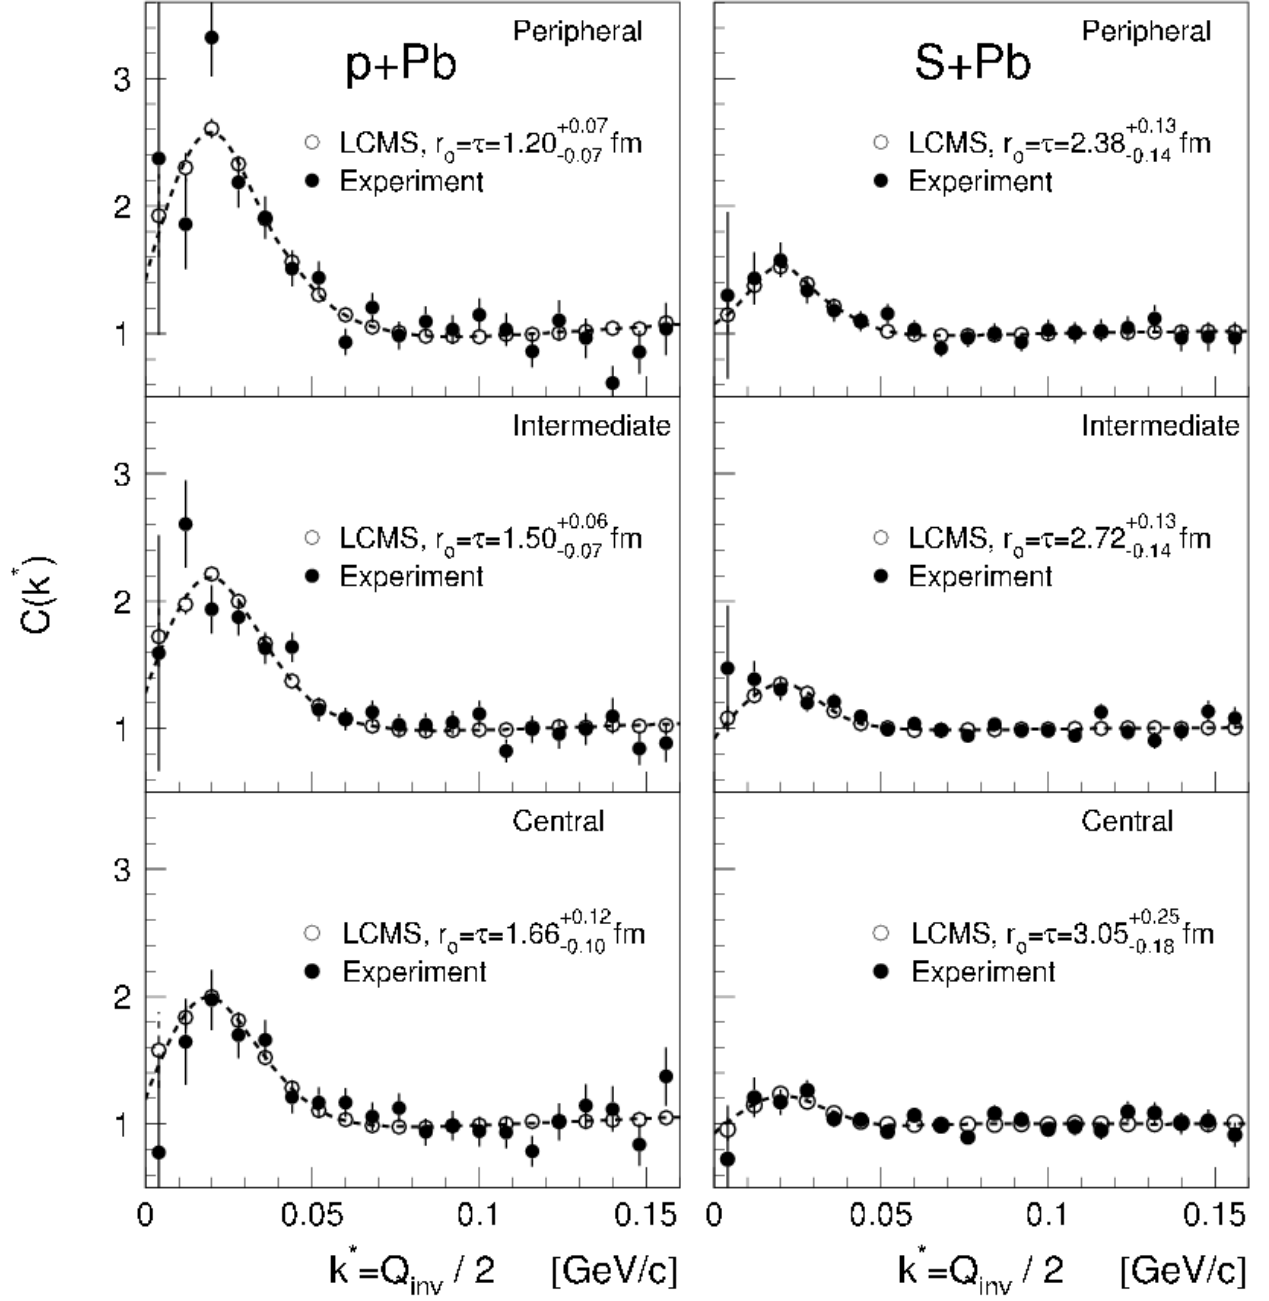 Peripheral
p+Pb
3
LCMS, r₀=τ=1.20 +0.07 -0.07 fm
Experiment
2
1
Peripheral
S+Pb
LCMS, r₀=τ=2.38 +0.13 -0.14 fm
Experiment
Intermediate
3
LCMS, r₀=τ=1.50 +0.06 -0.07 fm
Experiment
2
1
Intermediate
LCMS, r₀=τ=2.72 +0.13 -0.14 fm
Experiment
C(k*)
Central
3
LCMS, r₀=τ=1.66 +0.12 -0.10 fm
Experiment
2
1
Central
LCMS, r₀=τ=3.05 +0.25 -0.18 fm
Experiment
0 0.05 0.1 0.15
0 0.05 0.1 0.15
k*=Q_inv / 2 [GeV/c]
k*=Q_inv / 2 [GeV/c]